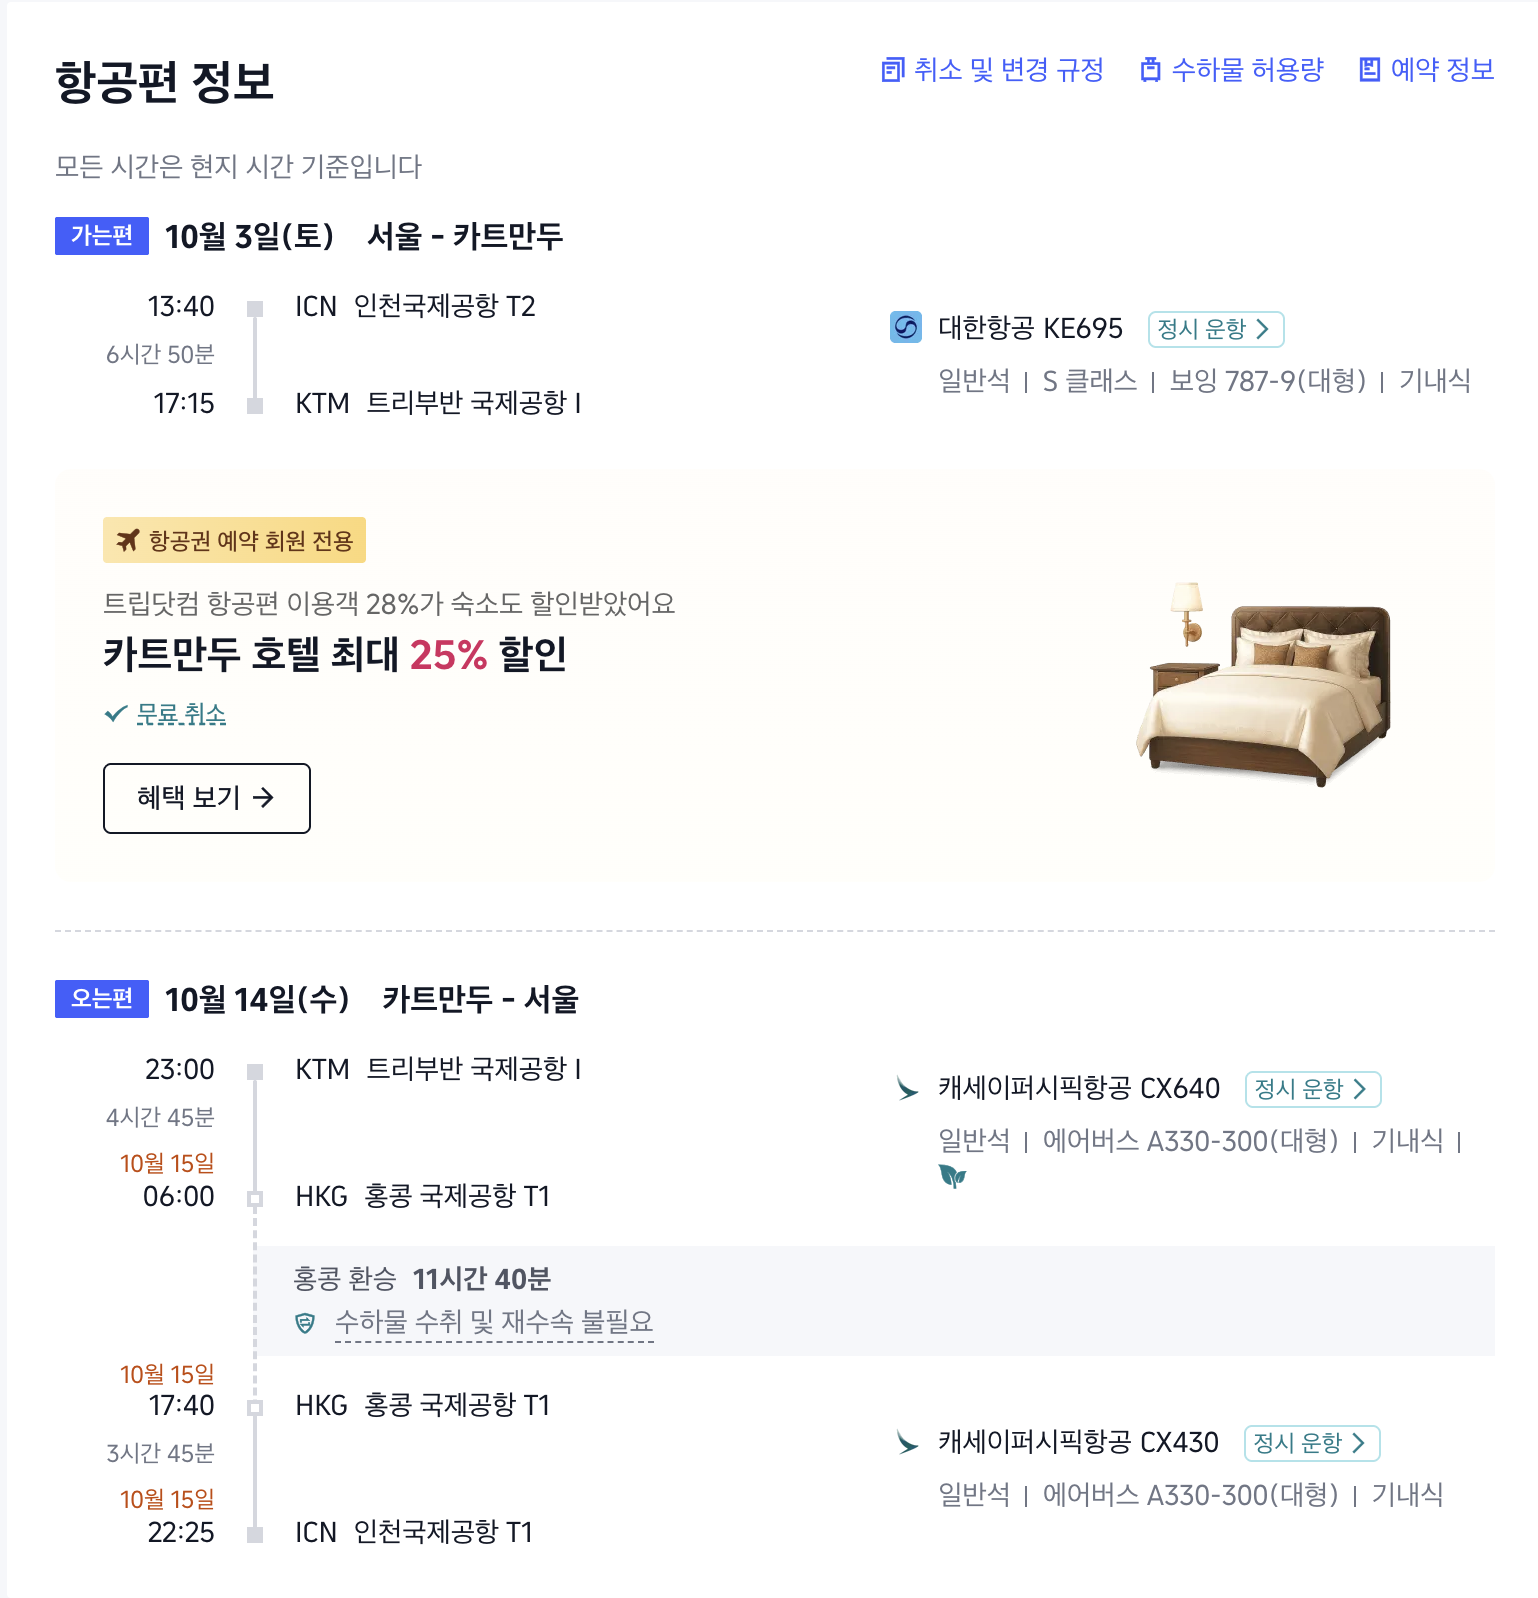 항공편 정보
취소 및 변경 규정 수하물 허용량 예약 정보
모든 시간은 현지 시간 기준입니다
가는편 10월 3일(토) 서울 - 카트만두
13:40 ICN 인천국제공항 T2
6시간 50분
17:15 KTM 트리부반 국제공항 I
대한항공 KE695 정시 운항
일반석 | S 클래스 | 보잉 787-9(대형) | 기내식
항공권 예약 회원 전용
트립닷컴 항공편 이용객 28%가 숙소도 할인받았어요
카트만두 호텔 최대 25% 할인
무료 취소
혜택 보기 →
오는편 10월 14일(수) 카트만두 - 서울
23:00 KTM 트리부반 국제공항 I
4시간 45분
10월 15일
06:00 HKG 홍콩 국제공항 T1
캐세이퍼시픽항공 CX640 정시 운항
일반석 | 에어버스 A330-300(대형) | 기내식 |
홍콩 환승 11시간 40분
수하물 수취 및 재수속 불필요
10월 15일
17:40 HKG 홍콩 국제공항 T1
3시간 45분
10월 15일
22:25 ICN 인천국제공항 T1
캐세이퍼시픽항공 CX430 정시 운항
일반석 | 에어버스 A330-300(대형) | 기내식